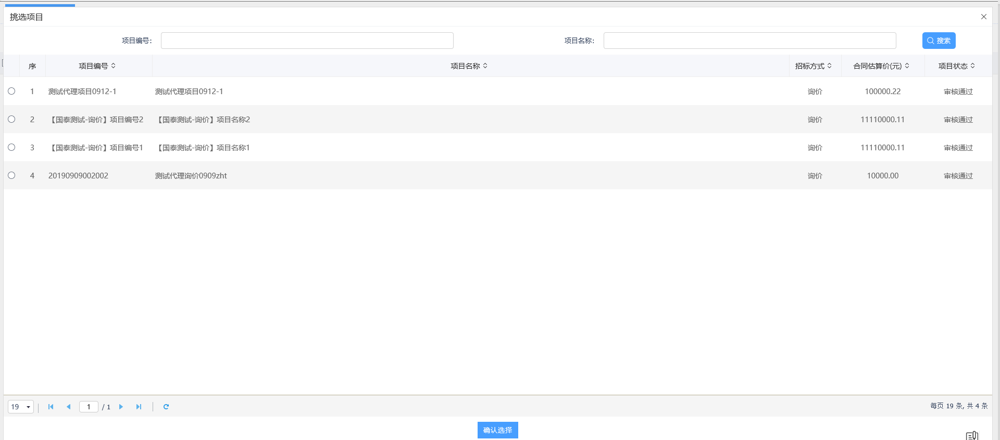 挑选项目
项目编号： 项目名称： 搜索
序 项目编号 项目名称 招标方式 合同估算价(元) 项目状态
1 测试代理项目0912-1 测试代理项目0912-1 询价 100000.22 审核通过
2 【国泰测试-询价】项目编号2 【国泰测试-询价】项目名称2 询价 11110000.11 审核通过
3 【国泰测试-询价】项目编号1 【国泰测试-询价】项目名称1 询价 11110000.11 审核通过
4 20190909002002 测试代理询价0909zht 询价 10000.00 审核通过
19 1 / 1 每页 19 条, 共 4 条
确认选择